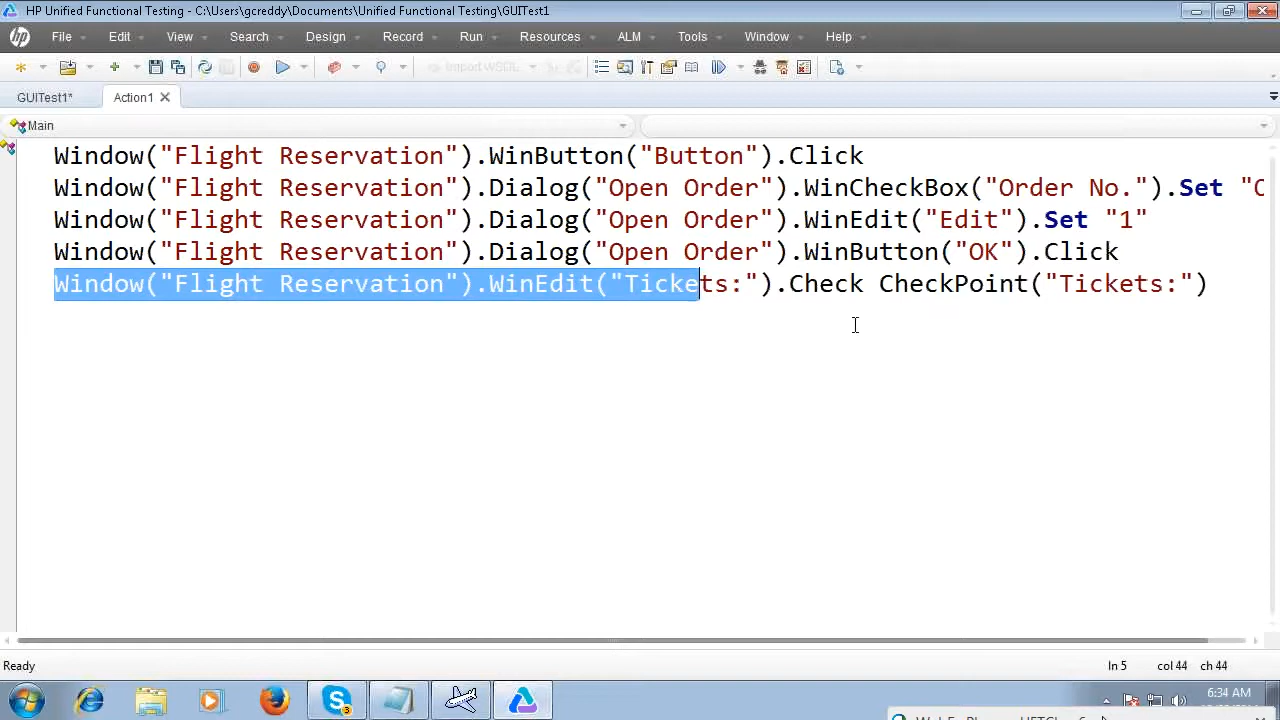 HP Unified Functional Testing - C:\Users\gcreddy\Documents\Unified Functional Testing\GUITest1
hp File Edit View Search Design Record Run Resources ALM Tools Window Help
Import WSDL
GUITest1* Action1
Main
Window("Flight Reservation").WinButton("Button").Click
Window("Flight Reservation").Dialog("Open Order").WinCheckBox("Order No.").Set "O
Window("Flight Reservation").Dialog("Open Order").WinEdit("Edit").Set "1"
Window("Flight Reservation").Dialog("Open Order").WinButton("OK").Click
Window("Flight Reservation").WinEdit("Tickets:").Check CheckPoint("Tickets:")
Ready ln 5 col 44 ch 44
3
6:34 AM